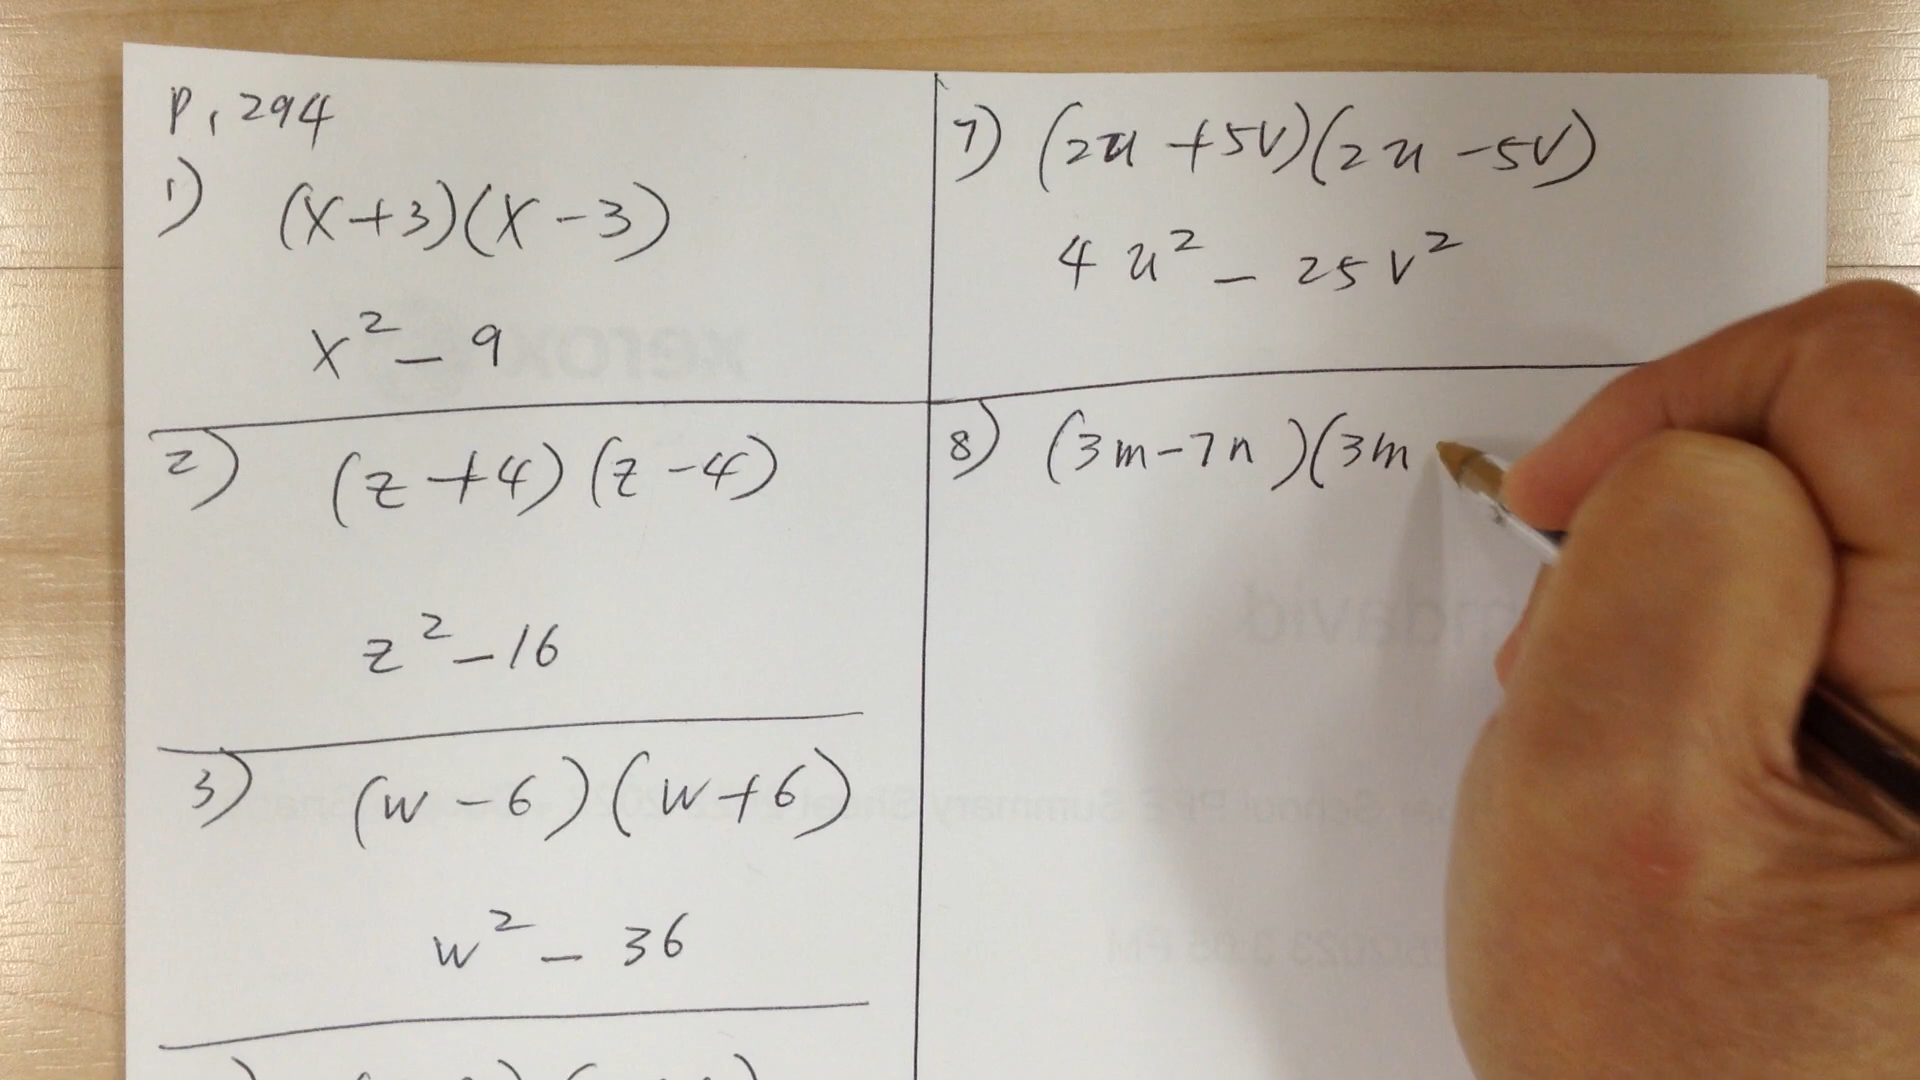 P. 294
1) (x+3)(x-3)
x² - 9
2) (z+4)(z-4)
z² - 16
3) (w-6)(w+6)
w² - 36
7) (2u+5v)(2u-5v)
4u² - 25v²
8) (3m-7n)(3m